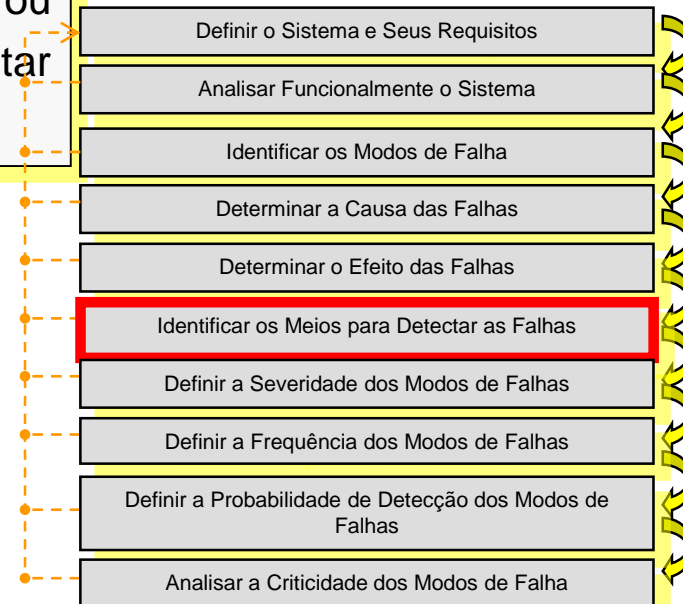 ou
tar
Definir o Sistema e Seus Requisitos
Analisar Funcionalmente o Sistema
Identificar os Modos de Falha
Determinar a Causa das Falhas
Determinar o Efeito das Falhas
Identificar os Meios para Detectar as Falhas
Definir a Severidade dos Modos de Falhas
Definir a Frequência dos Modos de Falhas
Definir a Probabilidade de Detecção dos Modos de
Falhas
Analisar a Criticidade dos Modos de Falha